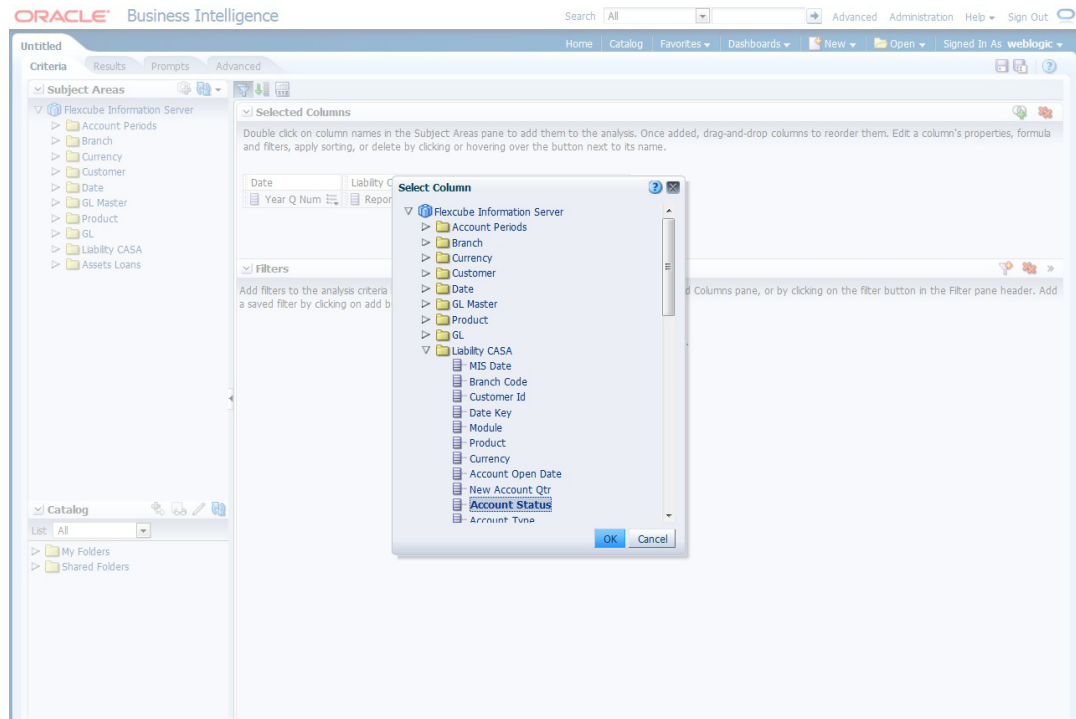 ORACLE Business Intelligence
Search All Advanced Administration Help Sign Out
Untitled
Home Catalog Favorites Dashboards New Open Signed In As weblogic
Criteria Results Prompts Advanced
Subject Areas
Flexcube Information Server
Account Periods
Branch
Currency
Customer
Date
GL Master
Product
GL
Liability CASA
Assets Loans
Catalog
List All
My Folders
Shared Folders
Selected Columns
Double click on column names in the Subject Areas pane to add them to the analysis. Once added, drag-and-drop columns to reorder them. Edit a column's properties, formula
and filters, apply sorting, or delete by clicking or hovering over the button next to its name.
Date Liability C
Year Q Num Repor
Filters
Add filters to the analysis criteria d Columns pane, or by clicking on the filter button in the Filter pane header. Add
a saved filter by clicking on add b
Select Column
Flexcube Information Server
Account Periods
Branch
Currency
Customer
Date
GL Master
Product
GL
Liability CASA
MIS Date
Branch Code
Customer Id
Date Key
Module
Product
Currency
Account Open Date
New Account Qtr
Account Status
Account Type
OK Cancel